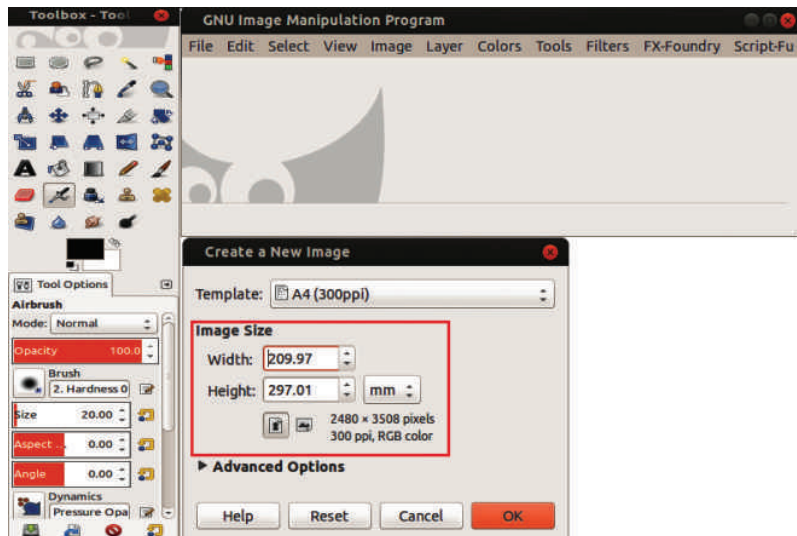 Toolbox - Tool
Tool Options
Airbrush
Mode: Normal
Opacity 100.0
Brush
2. Hardness 0
Size 20.00
Aspect ... 0.00
Angle 0.00
Dynamics
Pressure Opa
GNU Image Manipulation Program
File Edit Select View Image Layer Colors Tools Filters FX-Foundry Script-Fu
Create a New Image
Template: A4 (300ppi)
Image Size
Width: 209.97
Height: 297.01 mm
2480 × 3508 pixels
300 ppi, RGB color
Advanced Options
Help Reset Cancel OK